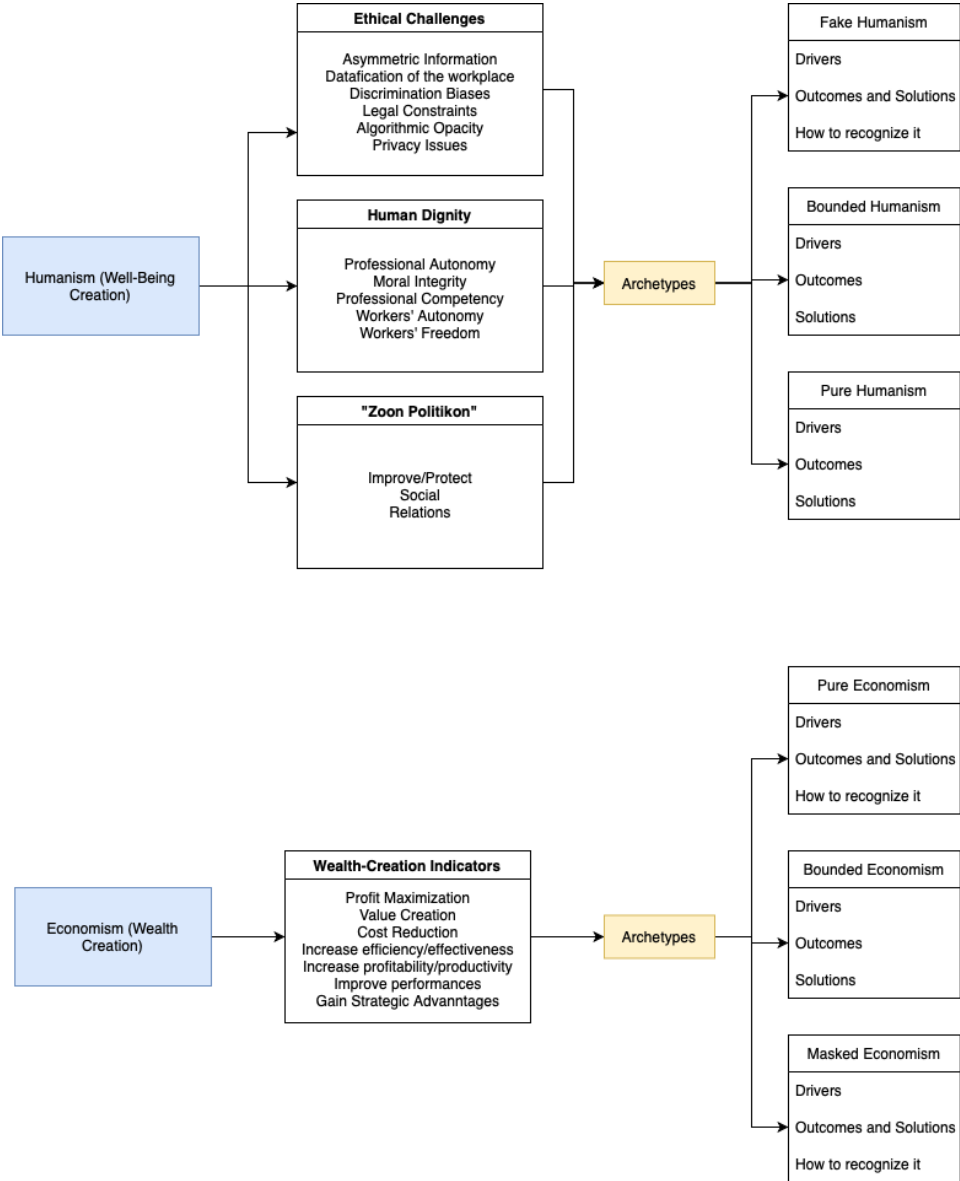 Ethical Challenges
Asymmetric Information
Datafication of the workplace
Discrimination Biases
Legal Constraints
Algorithmic Opacity
Privacy Issues
Humanism (Well-Being
Creation)
Human Dignity
Professional Autonomy
Moral Integrity
Professional Competency
Workers' Autonomy
Workers' Freedom
"Zoon Politikon"
Improve/Protect
Social
Relations
Archetypes
Fake Humanism
Drivers
Outcomes and Solutions
How to recognize it
Bounded Humanism
Drivers
Outcomes
Solutions
Pure Humanism
Drivers
Outcomes
Solutions
Economism (Wealth
Creation)
Wealth-Creation Indicators
Profit Maximization
Value Creation
Cost Reduction
Increase efficiency/effectiveness
Increase profitability/productivity
Improve performances
Gain Strategic Advanntages
Archetypes
Pure Economism
Drivers
Outcomes and Solutions
How to recognize it
Bounded Economism
Drivers
Outcomes
Solutions
Masked Economism
Drivers
Outcomes and Solutions
How to recognize it